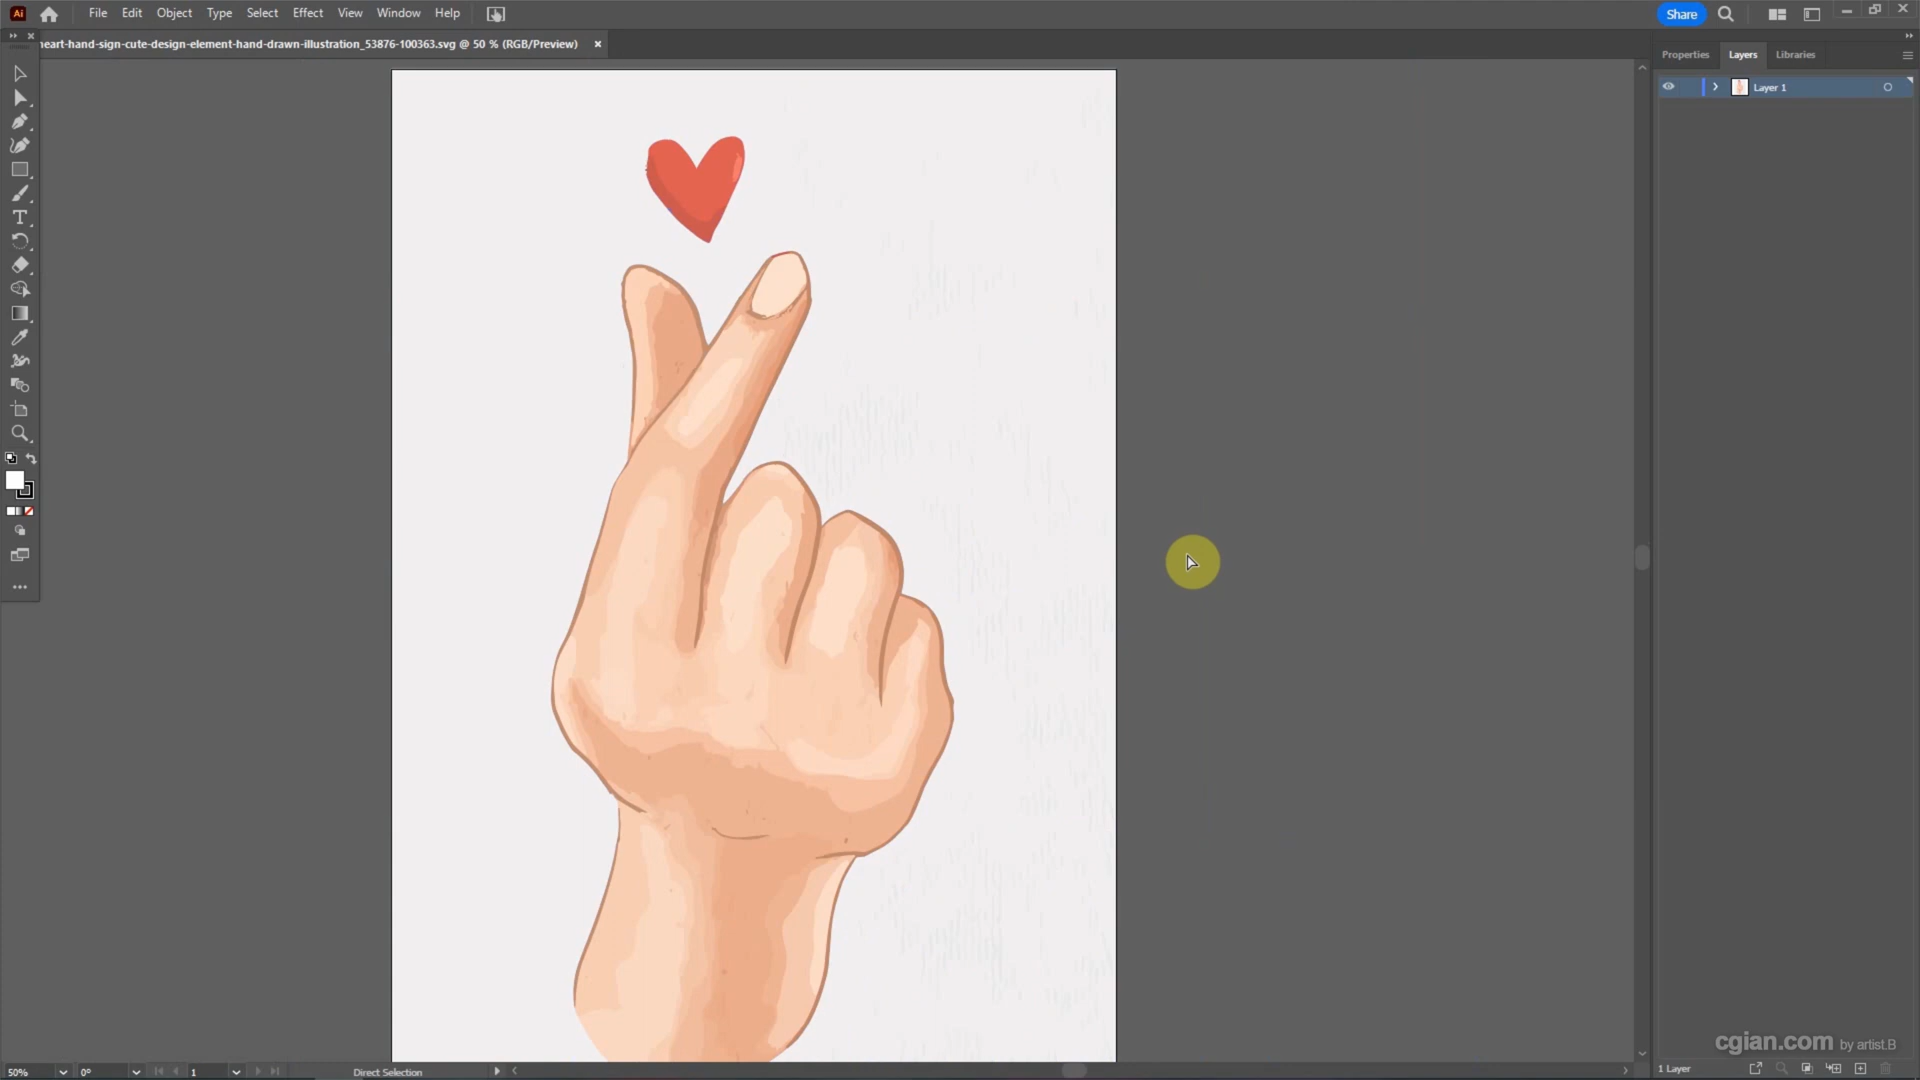 Ai File Edit Object Type Select Effect View Window Help Share
heart-hand-sign-cute-design-element-hand-drawn-illustration_53876-100363.svg @ 50 % (RGB/Preview)
Properties Layers Libraries
Layer 1
cgian.com by artist.B
50% 0° 1 Direct Selection 1 Layer